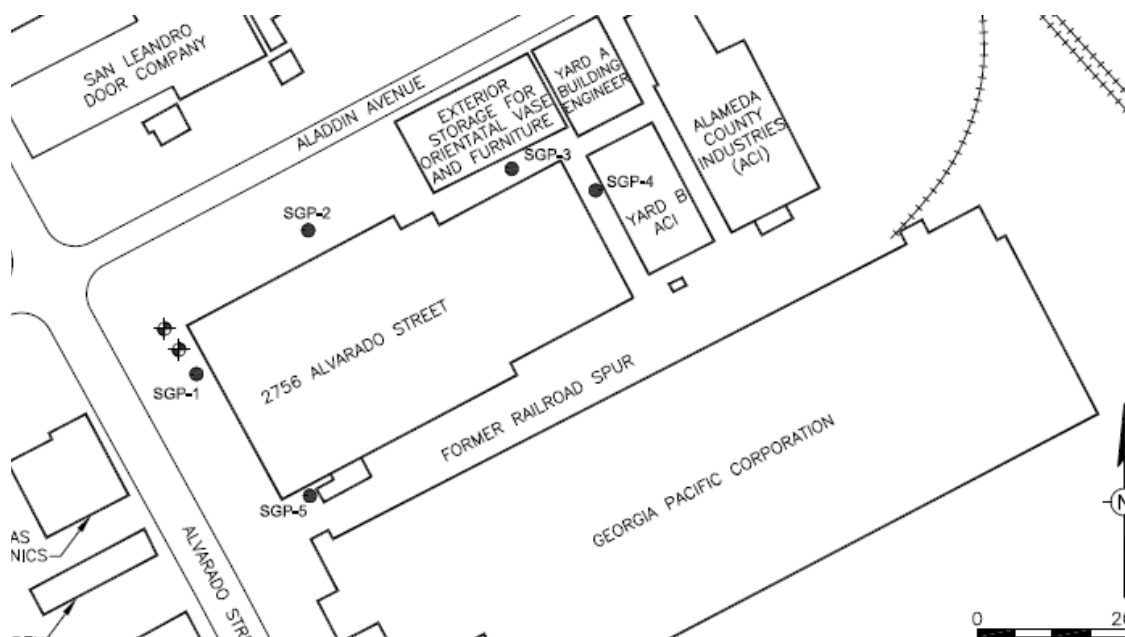 SAN LEANDRO
DOOR COMPANY
ALADDIN AVENUE
EXTERIOR
STORAGE FOR
ORIENTATAL VASE
AND FURNITURE
YARD A
BUILDING
ENGINEER
ALAMEDA
COUNTY
INDUSTRIES
(ACI)
SGP-3
SGP-4
YARD B
ACI
SGP-2
2756 ALVARADO STREET
SGP-1
FORMER RAILROAD SPUR
GEORGIA PACIFIC CORPORATION
SGP-5
ALVARADO
N
0